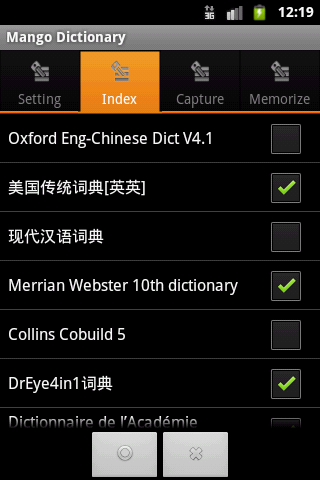 3G 12:19
Mango Dictionary
Setting Index Capture Memorize
Oxford Eng-Chinese Dict V4.1
美国传统词典[英英]
现代汉语词典
Merrian Webster 10th dictionary
Collins Cobuild 5
DrEye4in1词典
Dictionnaire de l'Académie